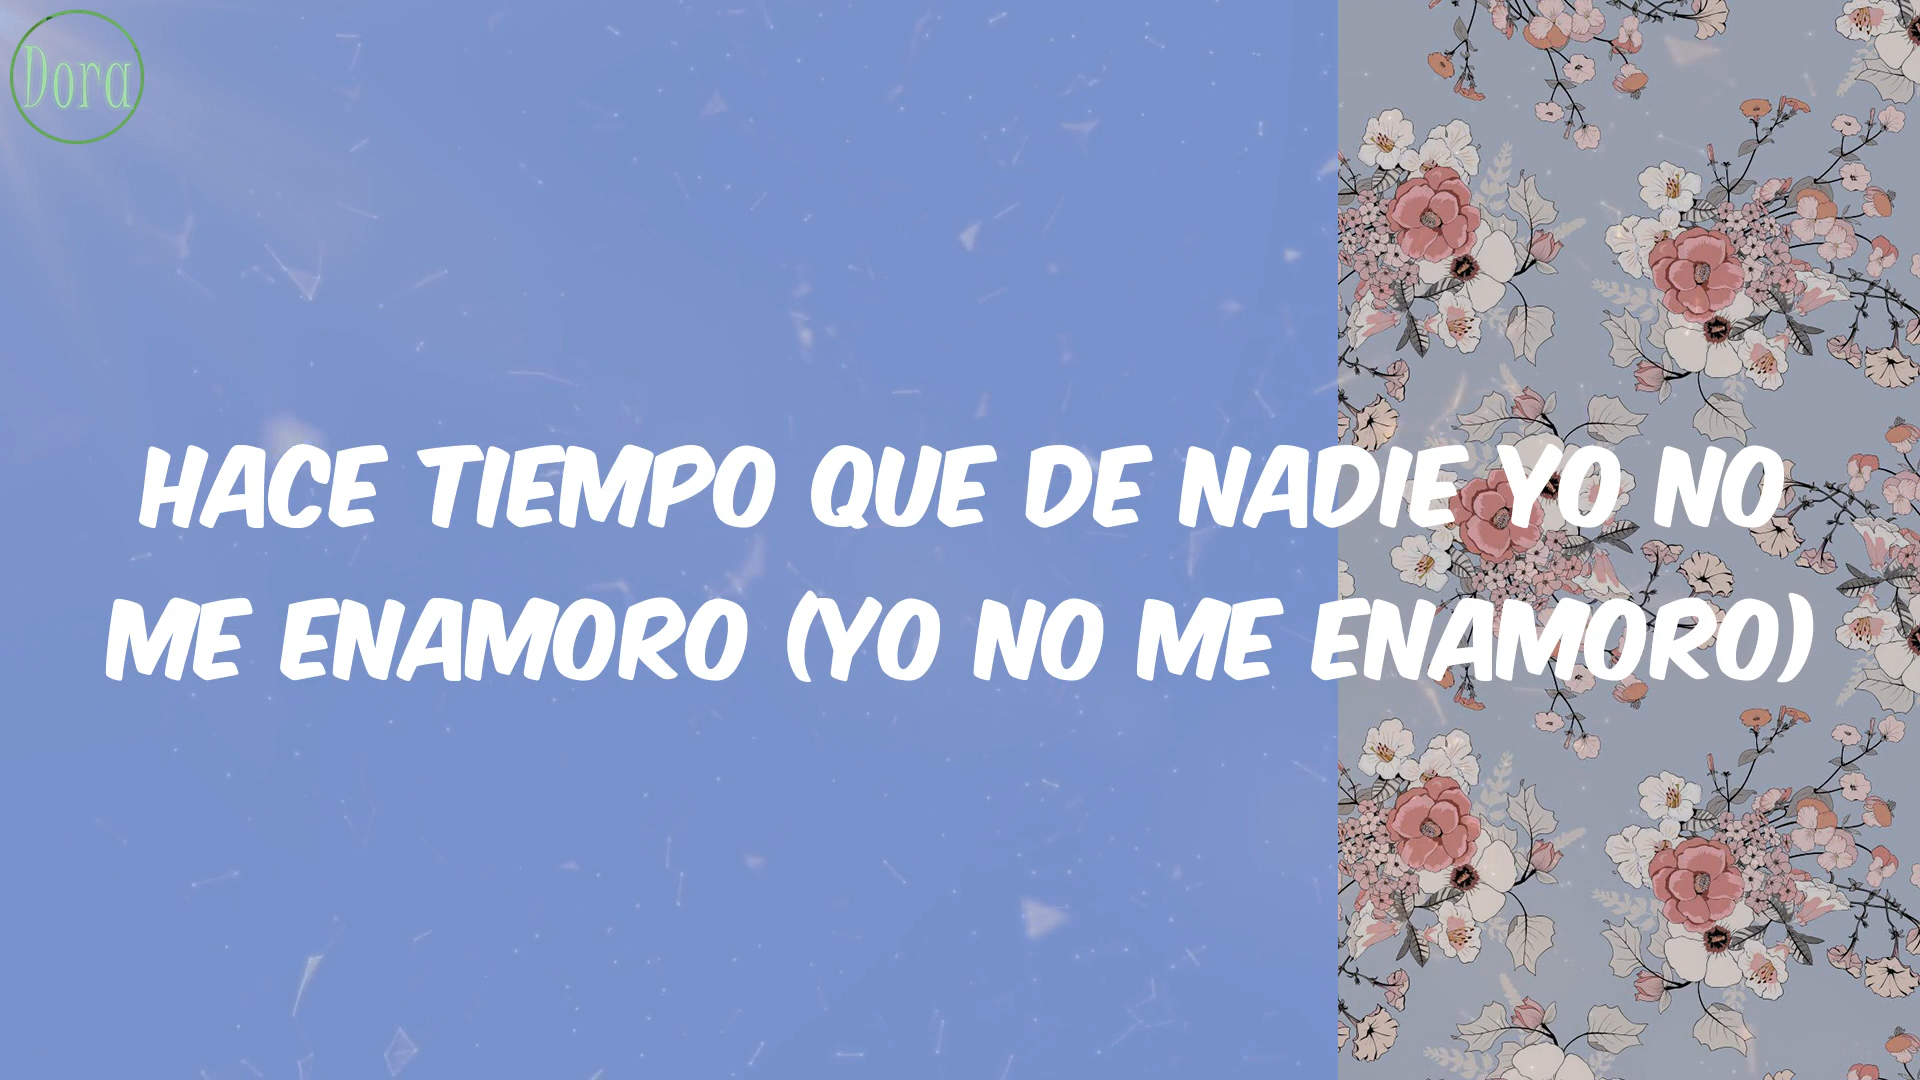 Dora
HACE TIEMPO QUE DE NADIE YO NO
ME ENAMORO (YO NO ME ENAMORO)